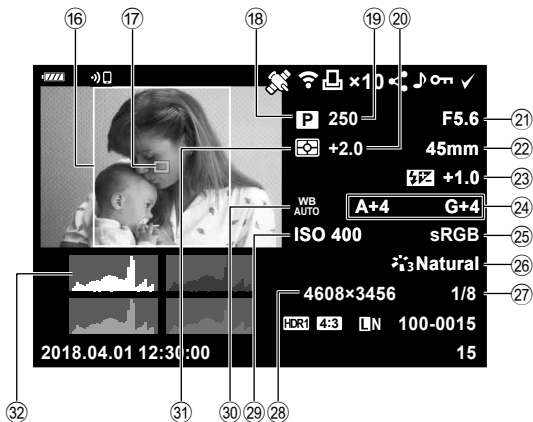 ⑯ ⑰ ⑱ ⑲ ⑳
×10
P 250 F5.6 ㉑
+2.0 45mm ㉒
+1.0 ㉓
WB AUTO A+4 G+4 ㉔
ISO 400 sRGB ㉕
3 Natural ㉖
4608×3456 1/8 ㉗
HDR1 4:3 LN 100-0015
2018.04.01 12:30:00 15
㉜ ㉛ ㉚ ㉙ ㉘